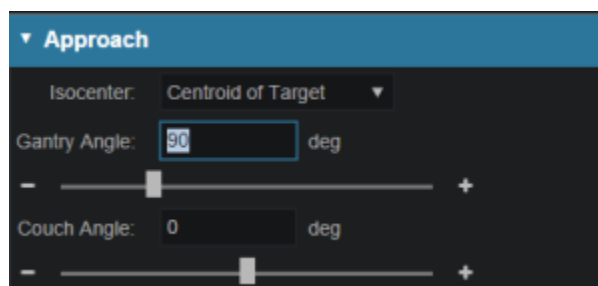 ▼ Approach
Isocenter: Centroid of Target ▼
Gantry Angle: 90 deg
− +
Couch Angle: 0 deg
− +